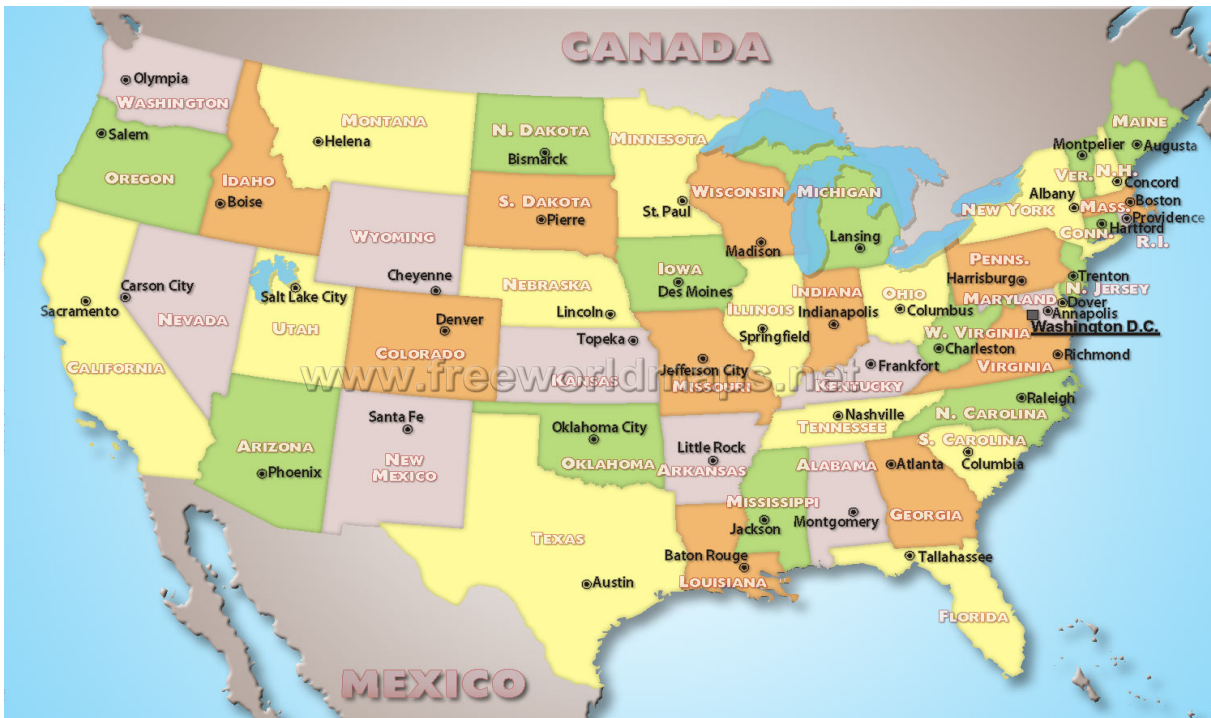 CANADA
Olympia
WASHINGTON
Salem
OREGON
IDAHO
Boise
MONTANA
Helena
N. DAKOTA
Bismarck
S. DAKOTA
Pierre
MINNESOTA
St. Paul
WISCONSIN
Madison
MICHIGAN
Lansing
MAINE
Augusta
Montpelier
VER.
N.H.
Concord
Albany
NEW YORK
MASS.
Boston
Providence
CONN.
Hartford
R.I.
WYOMING
Cheyenne
Sacramento
Carson City
NEVADA
Salt Lake City
UTAH
CALIFORNIA
Denver
COLORADO
NEBRASKA
Lincoln
IOWA
Des Moines
Topeka
KANSAS
ILLINOIS
Springfield
INDIANA
Indianapolis
OHIO
Columbus
PENNS.
Harrisburg
Trenton
N. JERSEY
MARYLAND
Dover
Annapolis
Washington D.C.
W. VIRGINIA
Charleston
Richmond
VIRGINIA
Jefferson City
MISSOURI
Frankfort
KENTUCKY
www.freeworldmaps.net
Raleigh
N. CAROLINA
Nashville
TENNESSEE
S. CAROLINA
Columbia
ARIZONA
Phoenix
Santa Fe
NEW
MEXICO
Oklahoma City
OKLAHOMA
Little Rock
ARKANSAS
MISSISSIPPI
Jackson
ALABAMA
Montgomery
Atlanta
GEORGIA
TEXAS
Austin
Baton Rouge
LOUISIANA
Tallahassee
FLORIDA
MEXICO